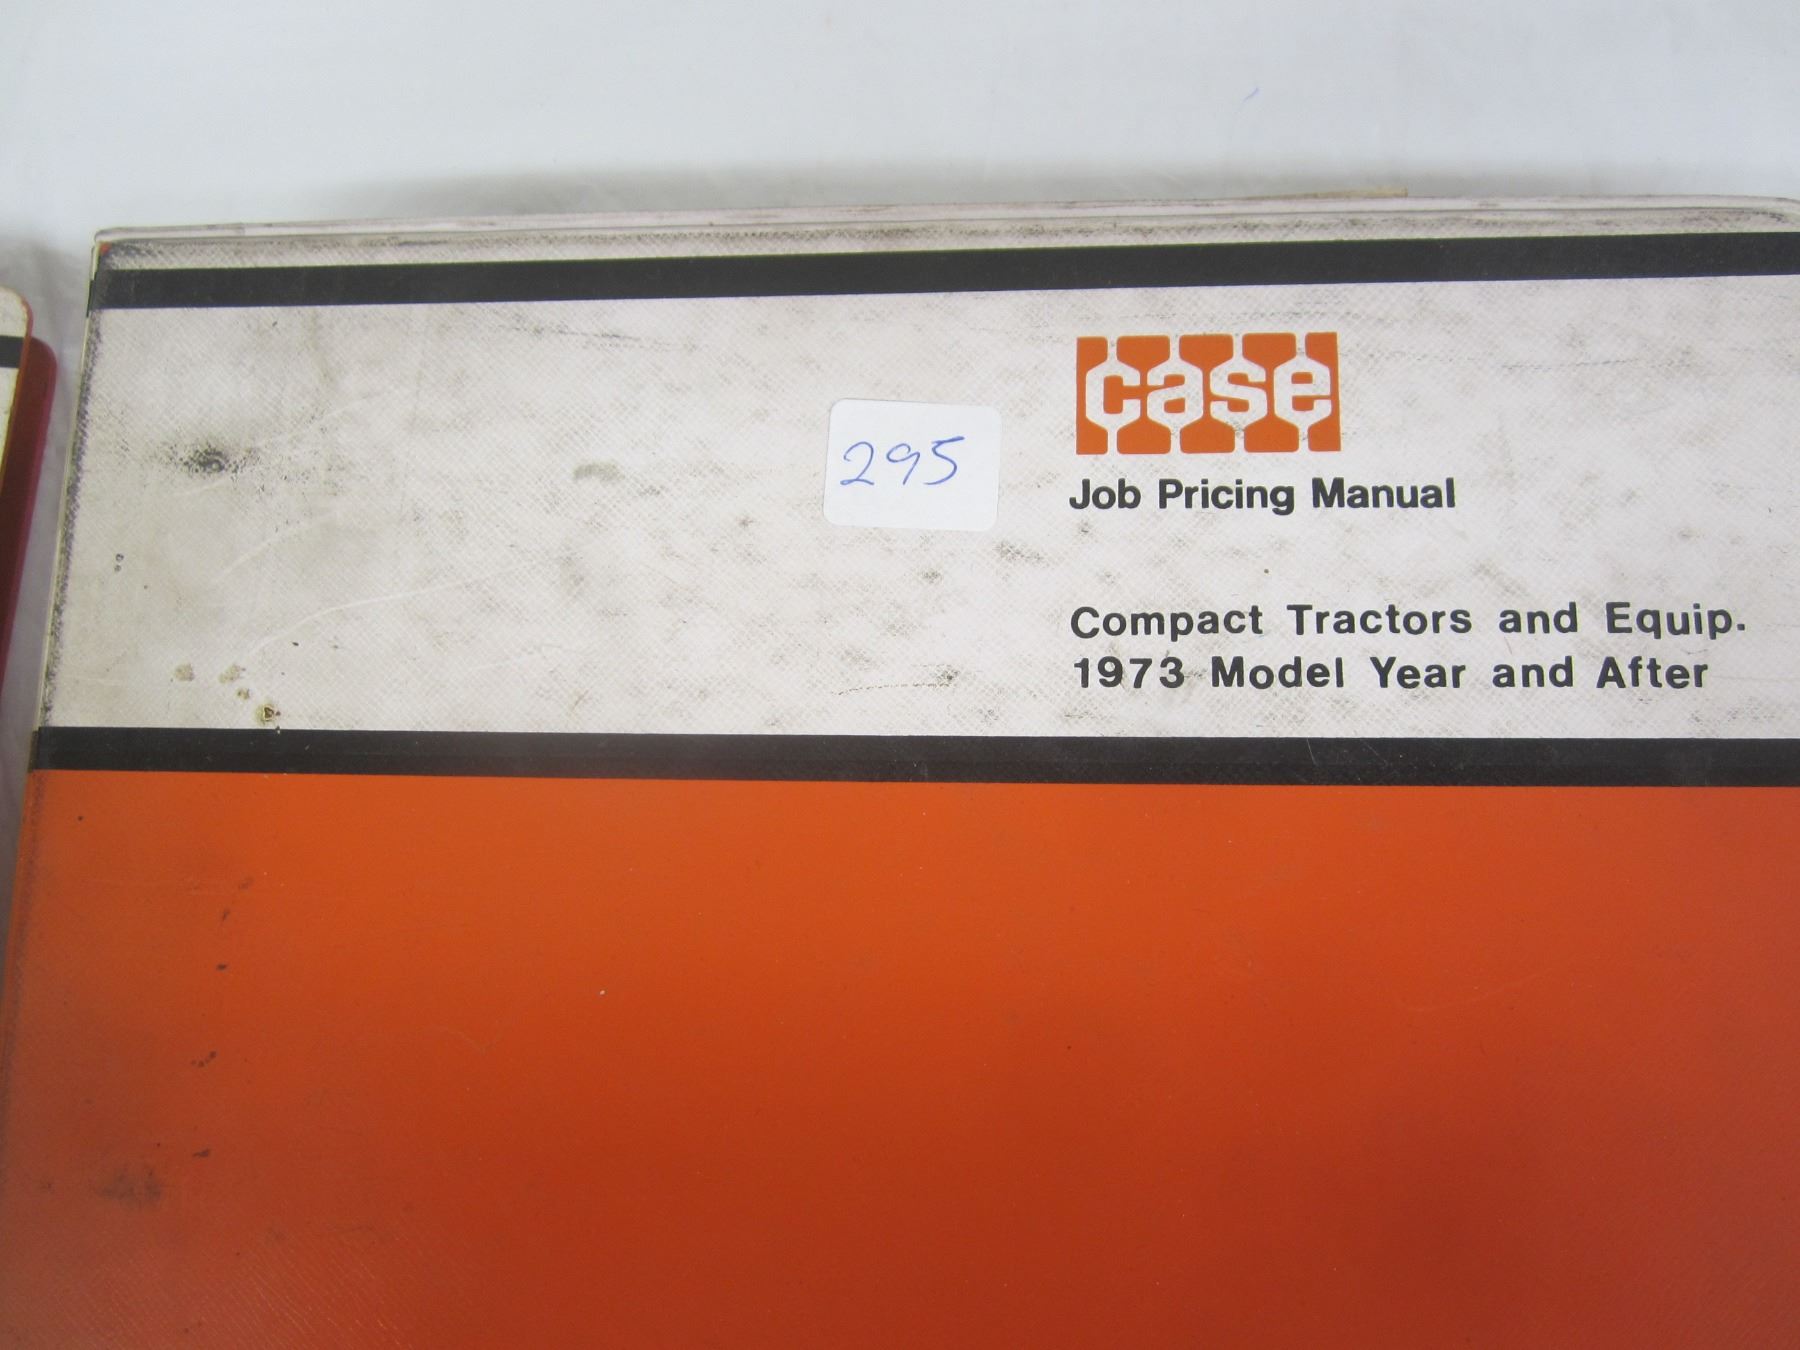 case
295
Job Pricing Manual
Compact Tractors and Equip.
1973 Model Year and After